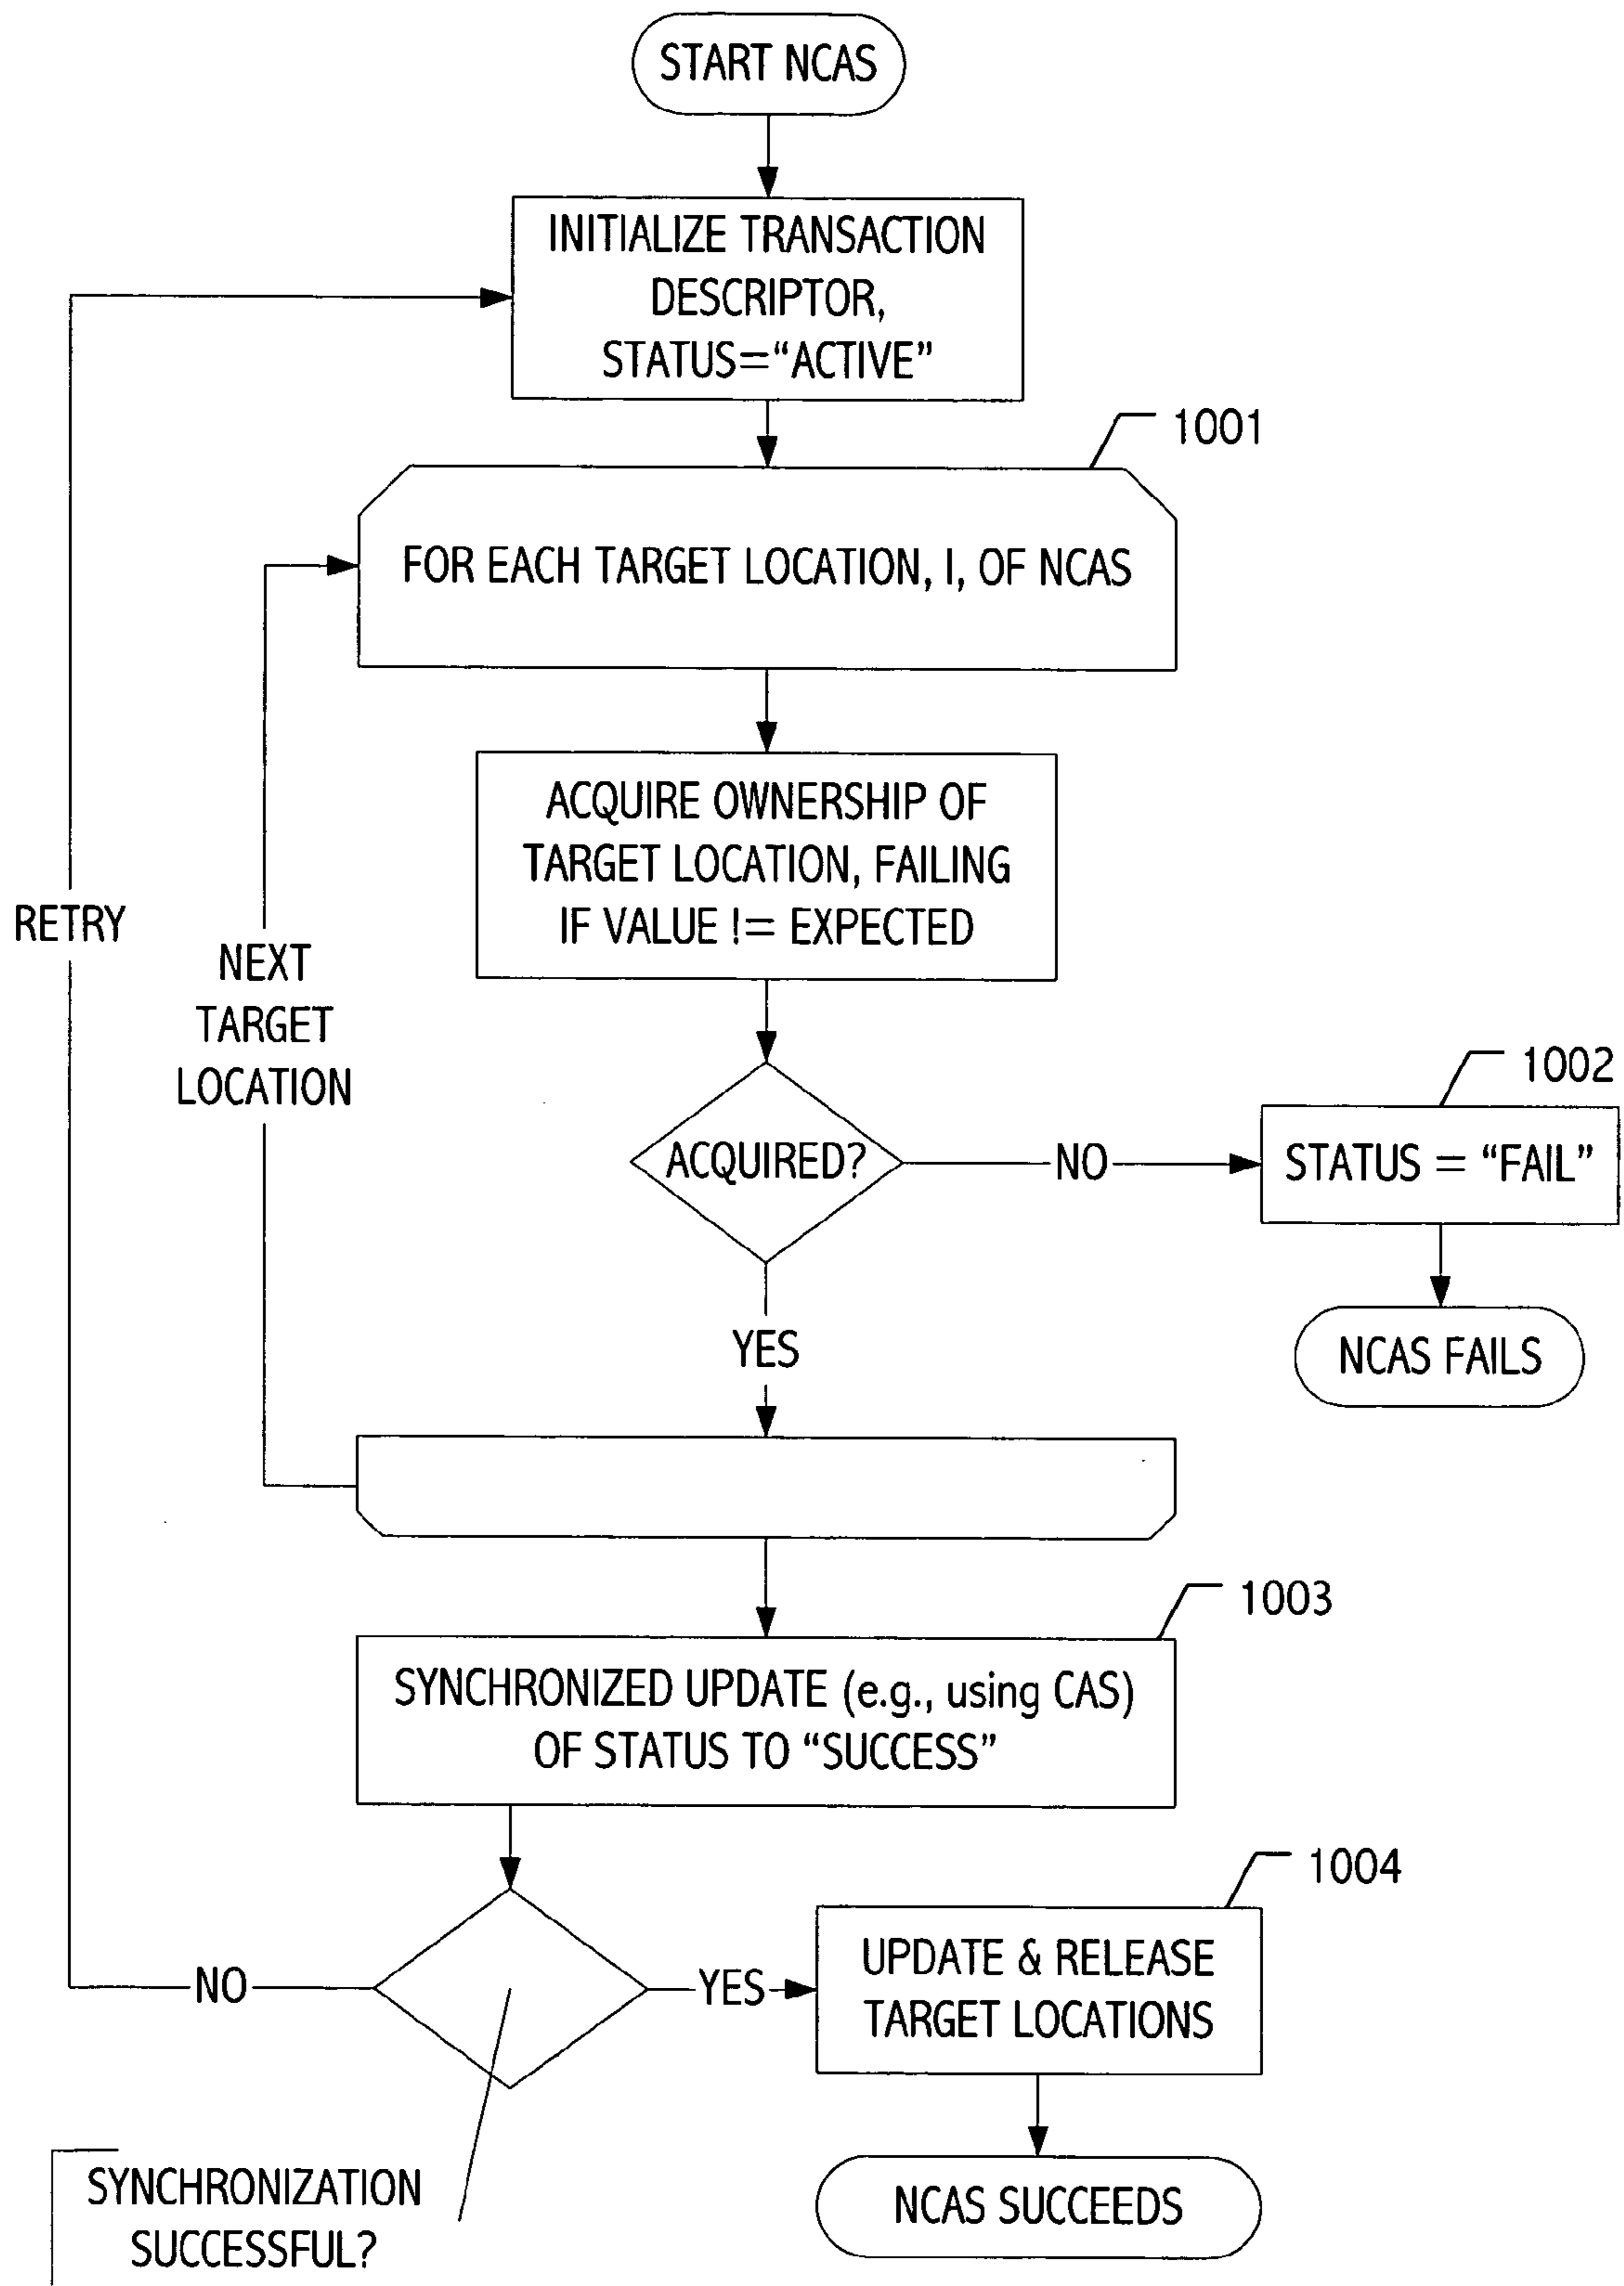 START NCAS
INITIALIZE TRANSACTION
DESCRIPTOR,
STATUS=“ACTIVE”
1001
FOR EACH TARGET LOCATION, I, OF NCAS
ACQUIRE OWNERSHIP OF
TARGET LOCATION, FAILING
IF VALUE != EXPECTED
RETRY
NEXT
TARGET
LOCATION
1002
ACQUIRED?
NO
STATUS = “FAIL”
YES
NCAS FAILS
1003
SYNCHRONIZED UPDATE (e.g., using CAS)
OF STATUS TO “SUCCESS”
1004
NO
YES
UPDATE & RELEASE
TARGET LOCATIONS
SYNCHRONIZATION
SUCCESSFUL?
NCAS SUCCEEDS